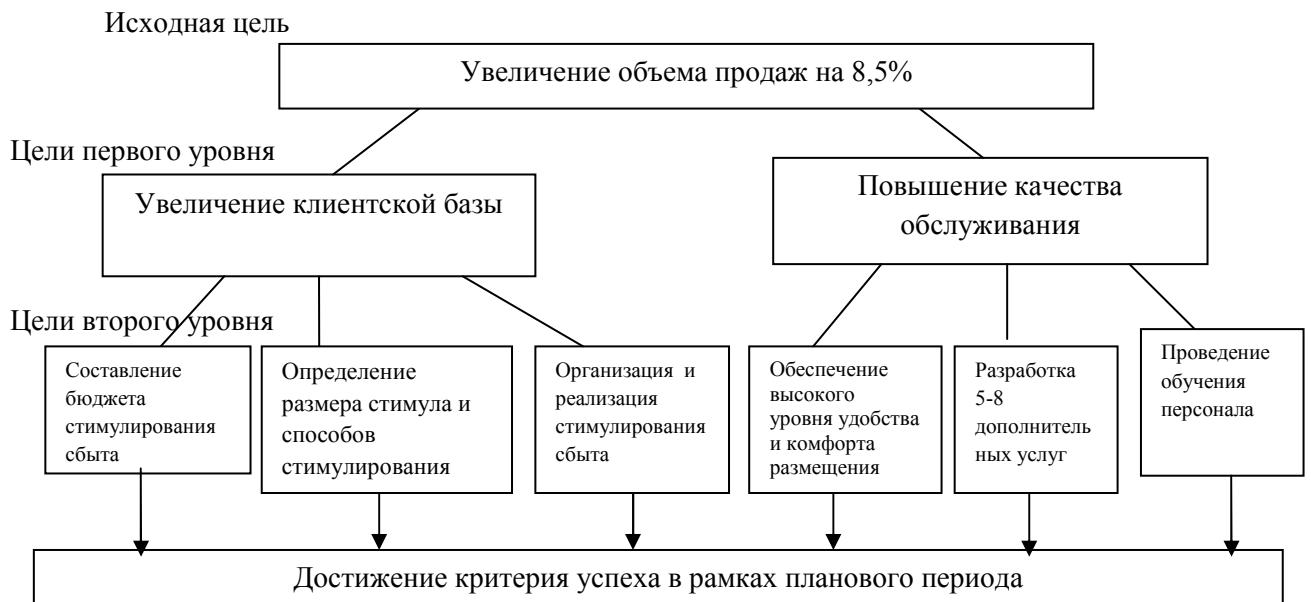 Исходная цель
Увеличение объема продаж на 8,5%
Цели первого уровня
Увеличение клиентской базы
Повышение качества
обслуживания
Цели второго уровня
Составление
бюджета
стимулирования
сбыта
Определение
размера стимула и
способов
стимулирования
Организация и
реализация
стимулирования
сбыта
Обеспечение
высокого
уровня удобства
и комфорта
размещения
Разработка
5-8
дополнитель
ных услуг
Проведение
обучения
персонала
Достижение критерия успеха в рамках планового периода